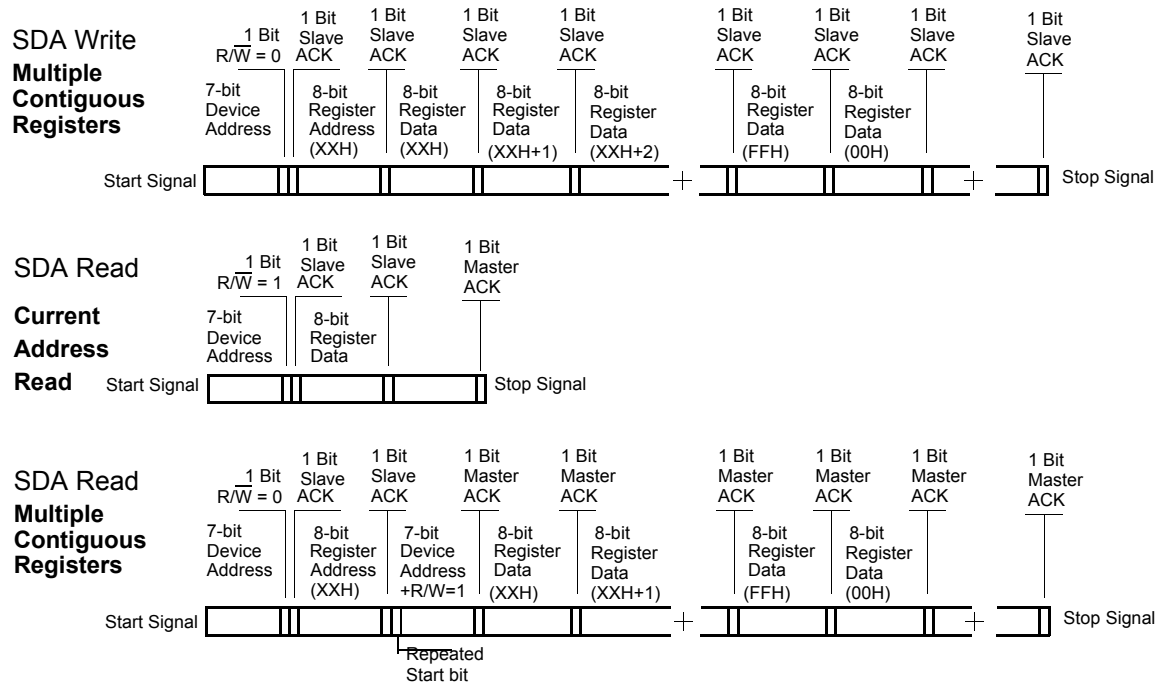 SDA Write
Multiple
Contiguous
Registers
1 Bit
R/W = 0
1 Bit
Slave
ACK
1 Bit
Slave
ACK
1 Bit
Slave
ACK
1 Bit
Slave
ACK
1 Bit
Slave
ACK
1 Bit
Slave
ACK
1 Bit
Slave
ACK
1 Bit
Slave
ACK
7-bit
Device
Address
8-bit
Register
Address
(XXH)
8-bit
Register
Data
(XXH)
8-bit
Register
Data
(XXH+1)
8-bit
Register
Data
(XXH+2)
8-bit
Register
Data
(FFH)
8-bit
Register
Data
(00H)
Start Signal
Stop Signal
SDA Read
Current
Address
Read
1 Bit
R/W = 1
1 Bit
Slave
ACK
1 Bit
Slave
ACK
1 Bit
Master
ACK
7-bit
Device
Address
8-bit
Register
Data
Start Signal
Stop Signal
SDA Read
Multiple
Contiguous
Registers
1 Bit
R/W = 0
1 Bit
Slave
ACK
1 Bit
Slave
ACK
1 Bit
Master
ACK
1 Bit
Master
ACK
1 Bit
Master
ACK
1 Bit
Master
ACK
1 Bit
Master
ACK
1 Bit
Master
ACK
7-bit
Device
Address
8-bit
Register
Address
(XXH)
7-bit
Device
Address
+R/W=1
8-bit
Register
Data
(XXH)
8-bit
Register
Data
(XXH+1)
8-bit
Register
Data
(FFH)
8-bit
Register
Data
(00H)
Start Signal
Stop Signal
Repeated
Start bit